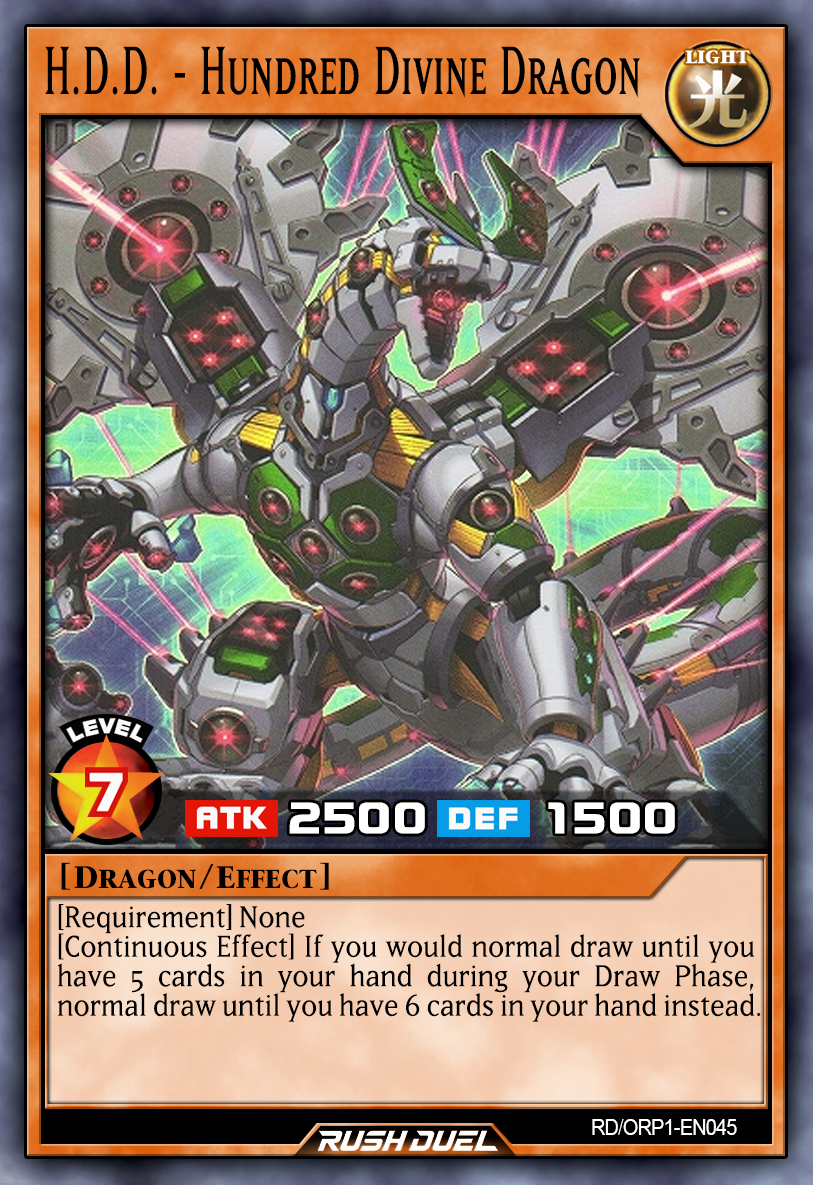 H.D.D. - Hundred Divine Dragon
LIGHT
光
LEVEL
7
ATK 2500 DEF 1500
[Dragon/Effect]
[Requirement] None
[Continuous Effect] If you would normal draw until you
have 5 cards in your hand during your Draw Phase,
normal draw until you have 6 cards in your hand instead.
RD/ORP1-EN045
RUSH DUEL